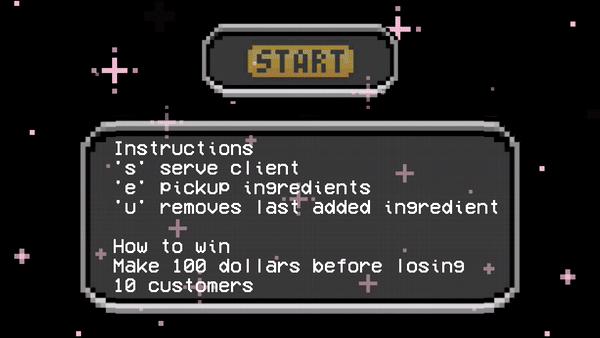 START
Instructions
's' serve client
'e' pickup ingredients
'u' removes last added ingredient
How to win
Make 100 dollars before losing
10 customers